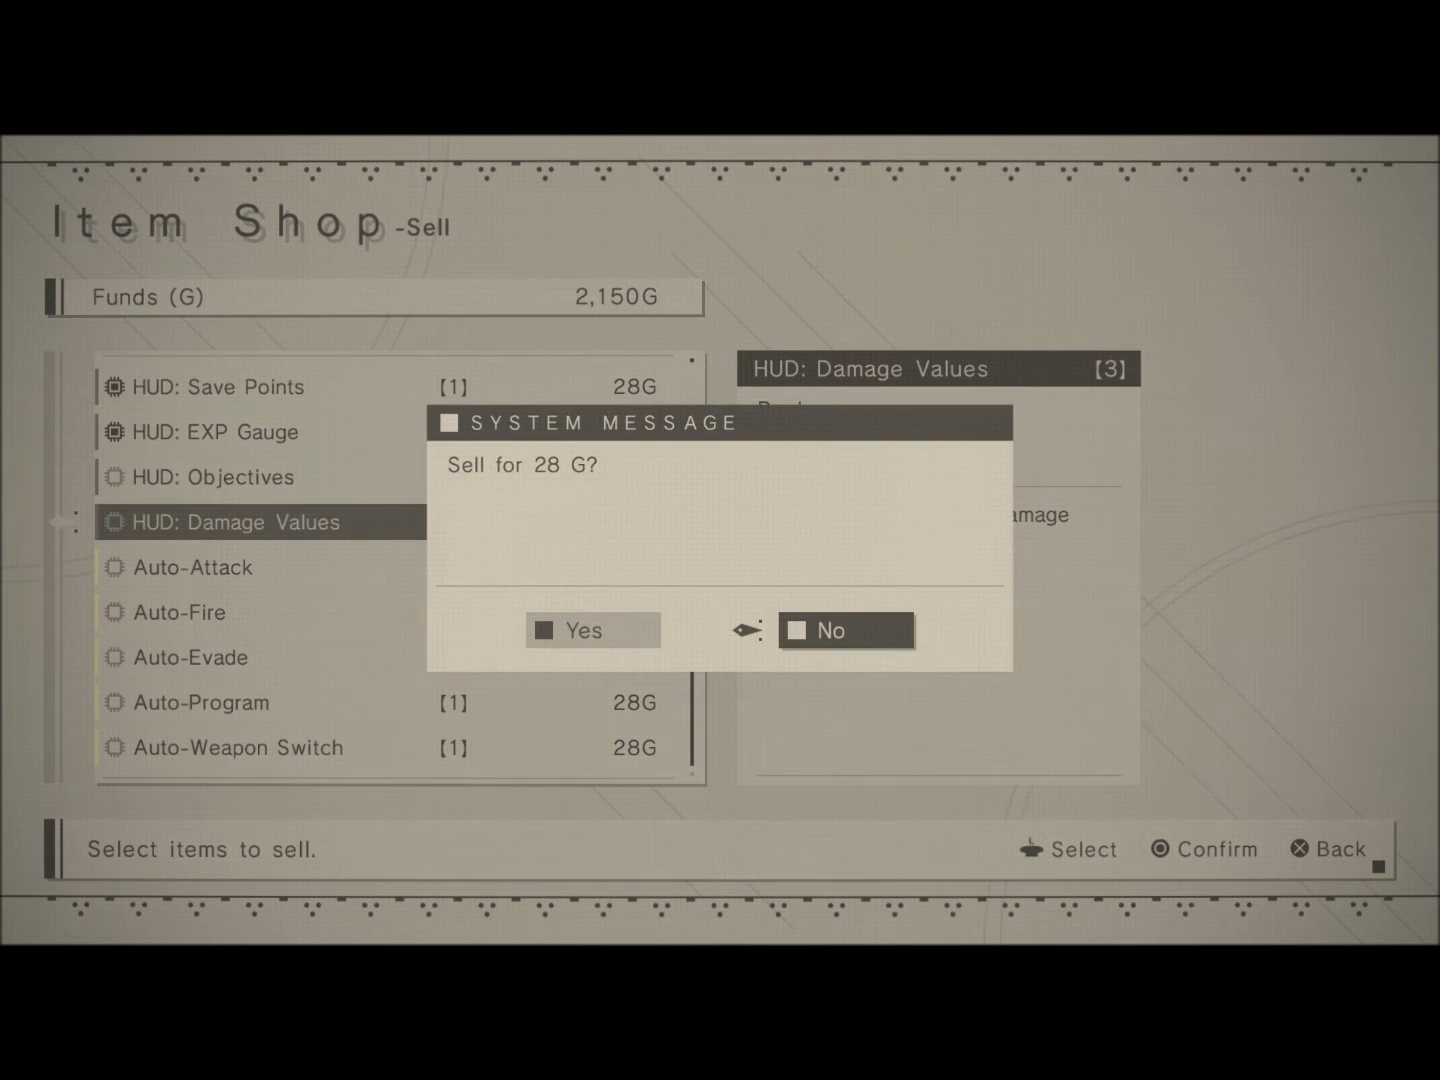 Item Shop -Sell
Funds (G) 2,150G
HUD: Save Points [1] 28G
HUD: EXP Gauge
HUD: Objectives
HUD: Damage Values
Auto-Attack
Auto-Fire
Auto-Evade
Auto-Program [1] 28G
Auto-Weapon Switch [1] 28G
HUD: Damage Values [3]
SYSTEM MESSAGE
Sell for 28 G?
Yes
No
Select items to sell.
L Select Confirm Back